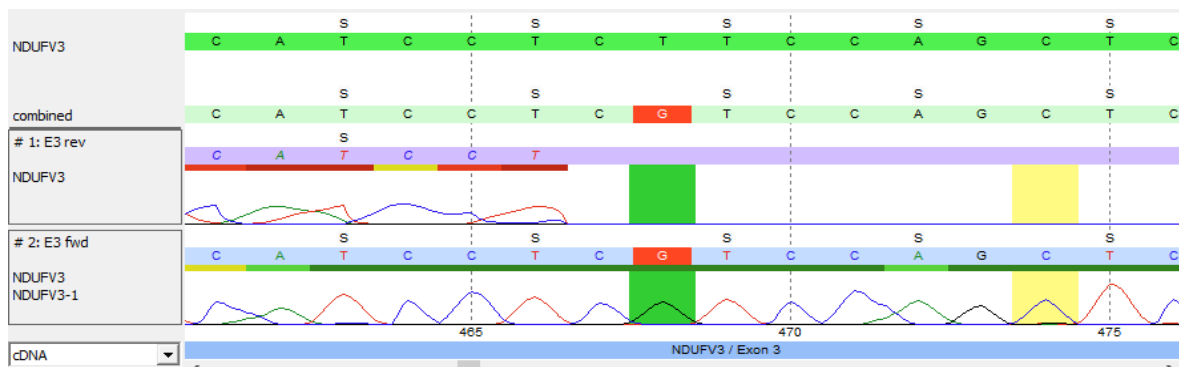 S S S S S
NDUFV3 C A T C C T C T T C C A G C T C
S S S S S
combined C A T C C T C G T C C A G C T C
# 1: E3 rev S
C A T C C T
NDUFV3
# 2: E3 fwd S S S S S
C A T C C T C G T C C A G C T C
NDUFV3
NDUFV3-1
465 470 475
cDNA NDUFV3 / Exon 3